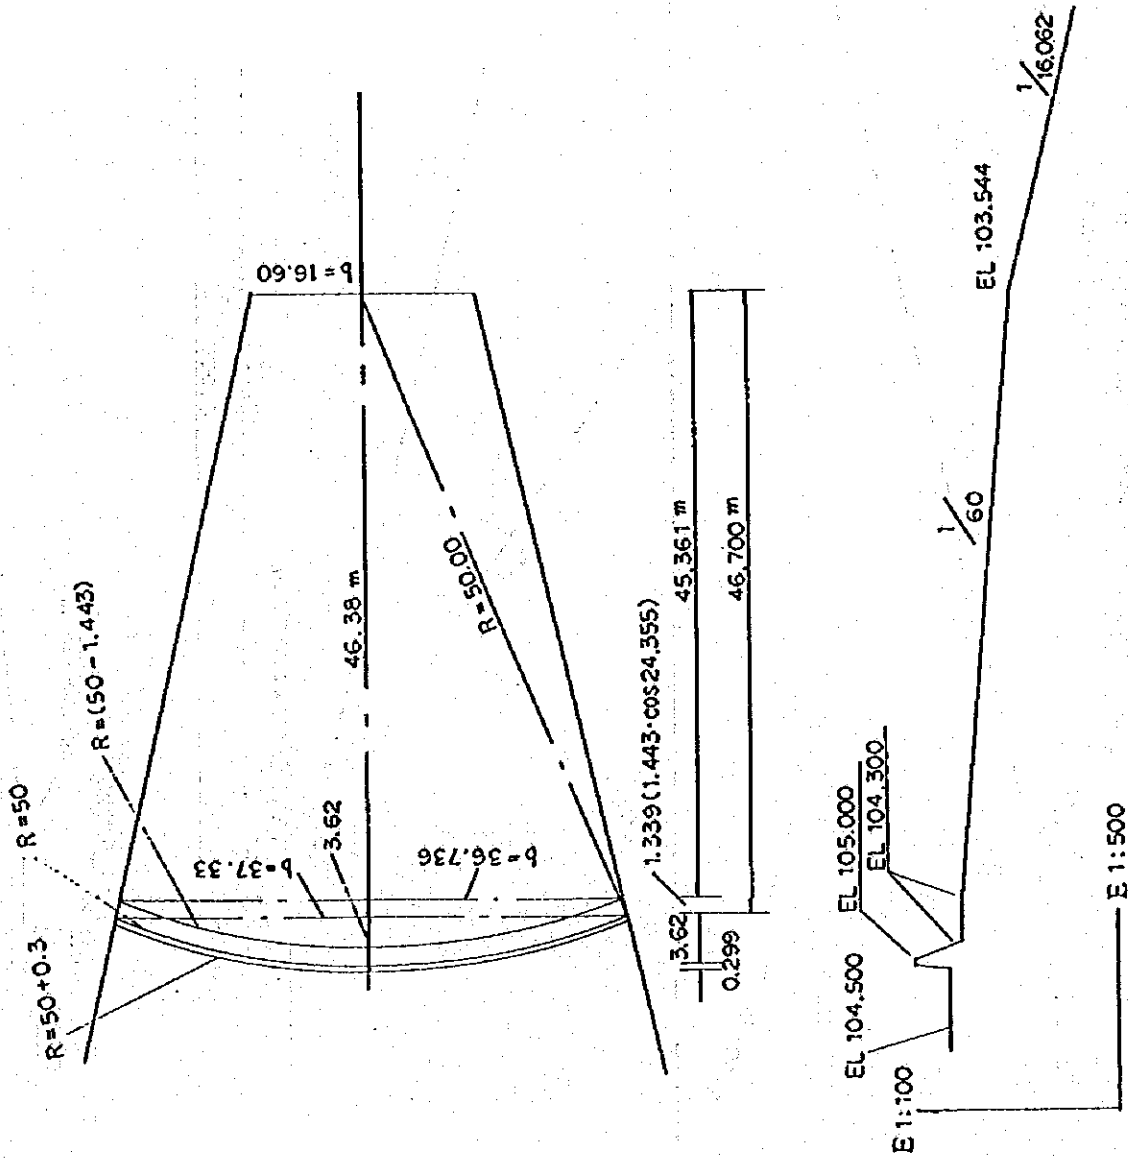 R=50+0.3
R=50
R=(50-1.443)
b=16.60
46.38 m
R=50.00
b=37.33
3.62
b=36.736
1.339(1.443·cos24.355)
3.62
0.299
45.361 m
46.700 m
EL 104.500
EL 105.000
EL 104.300
1/60
EL 103.544
1/16.062
E 1:100
E 1:500